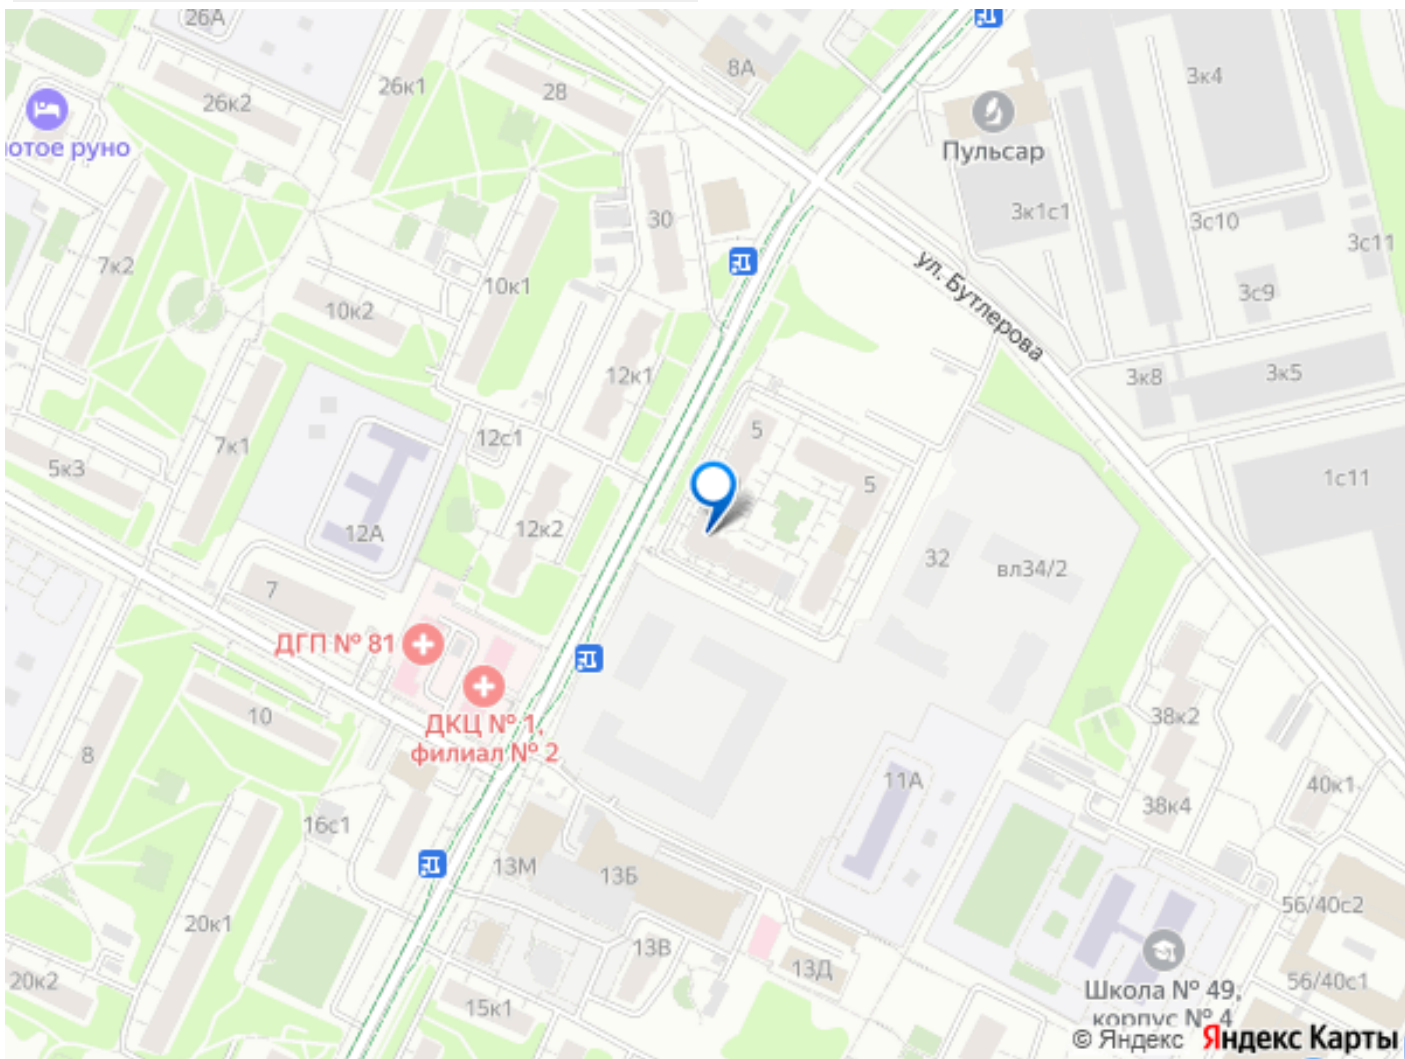 26А
8А
3к4
26к2
26к1
28
Пульсар
отое руно
30
3к1с1
3с10
3с11
7к2
10к1
ул. Бутлерова
3с9
10к2
12к1
3к8
3к5
5
7к1
12с1
5к3
5
1с11
12А
12к2
32
вл34/2
7
ДГП № 81
ДКЦ № 1,
филиал № 2
10
38к2
8
11А
40к1
38к4
16с1
13М
13Б
20к1
56/40с2
13В
13Д
20к2
15к1
56/40с1
Школа № 49,
корпус № 4
© Яндекс Яндекс Карты